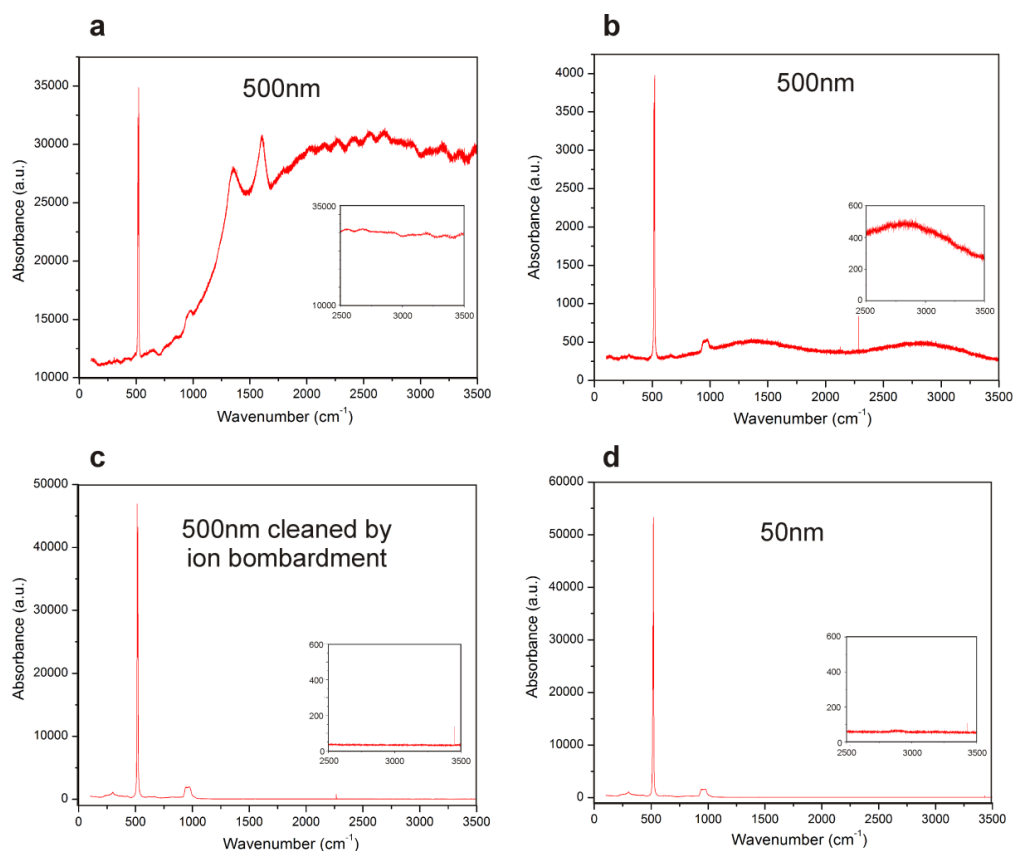 a
500nm
35000
30000
25000
20000
15000
10000
Absorbance (a.u.)
0 500 1000 1500 2000 2500 3000 3500
Wavenumber (cm⁻¹)
35000
10000
2500 3000 3500
b
500nm
4000
3500
3000
2500
2000
1500
1000
500
0
Absorbance (a.u.)
0 500 1000 1500 2000 2500 3000 3500
Wavenumber (cm⁻¹)
600
400
200
0
2500 3000 3500
c
500nm cleaned by
ion bombardment
50000
40000
30000
20000
10000
0
Absorbance (a.u.)
0 500 1000 1500 2000 2500 3000 3500
Wavenumber (cm⁻¹)
600
400
200
0
2500 3000 3500
d
50nm
60000
50000
40000
30000
20000
10000
0
Absorbance (a.u.)
0 500 1000 1500 2000 2500 3000 3500
Wavenumber (cm⁻¹)
600
400
200
0
2500 3000 3500